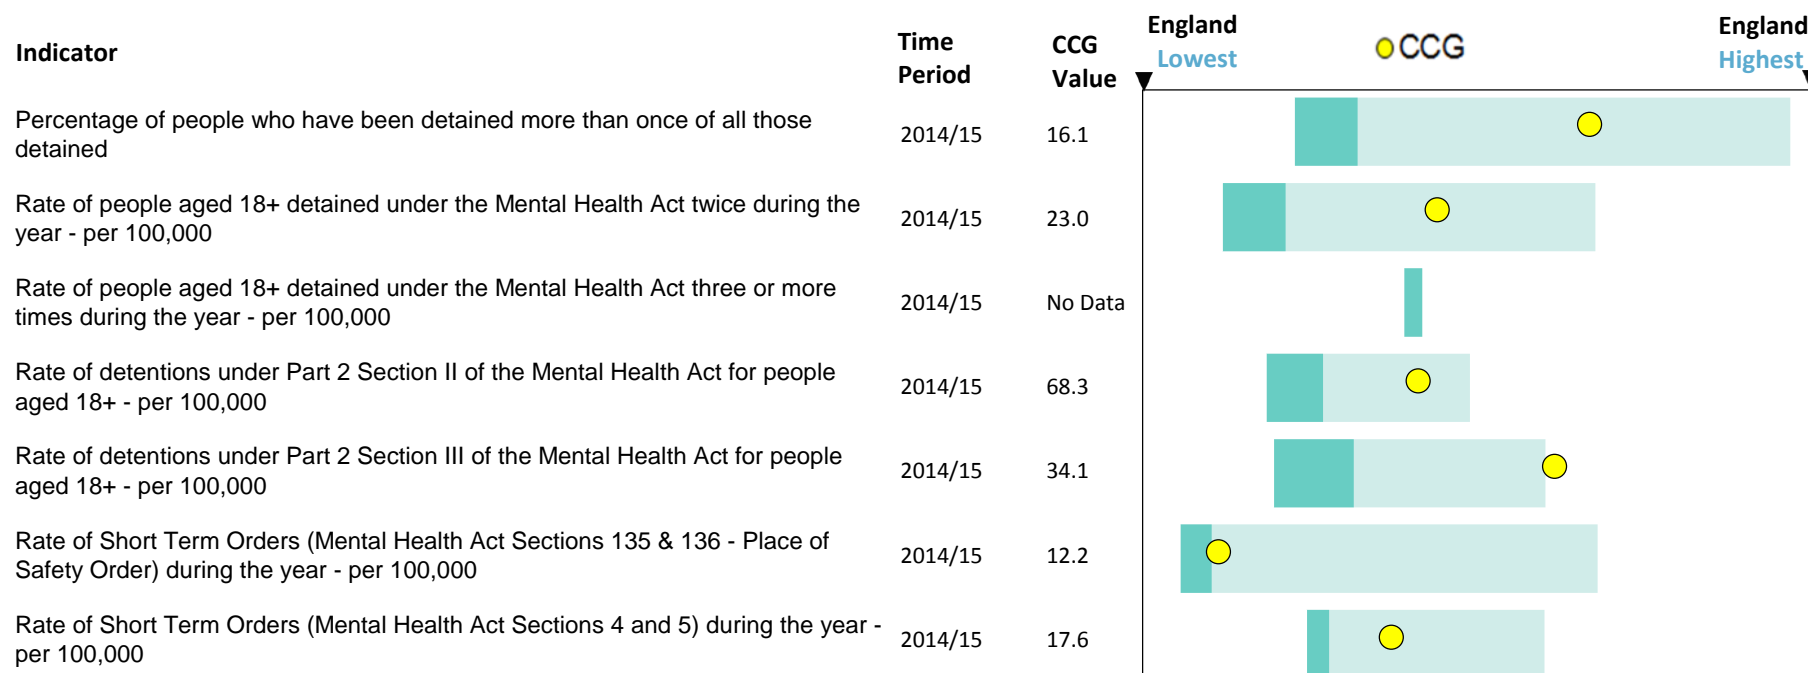 Indicator
Time
Period
CCG
Value
England
Lowest
CCG
England
Highest
Percentage of people who have been detained more than once of all those
detained
2014/15
16.1
Rate of people aged 18+ detained under the Mental Health Act twice during the
year - per 100,000
2014/15
23.0
Rate of people aged 18+ detained under the Mental Health Act three or more
times during the year - per 100,000
2014/15
No Data
Rate of detentions under Part 2 Section II of the Mental Health Act for people
aged 18+ - per 100,000
2014/15
68.3
Rate of detentions under Part 2 Section III of the Mental Health Act for people
aged 18+ - per 100,000
2014/15
34.1
Rate of Short Term Orders (Mental Health Act Sections 135 & 136 - Place of
Safety Order) during the year - per 100,000
2014/15
12.2
Rate of Short Term Orders (Mental Health Act Sections 4 and 5) during the year -
per 100,000
2014/15
17.6